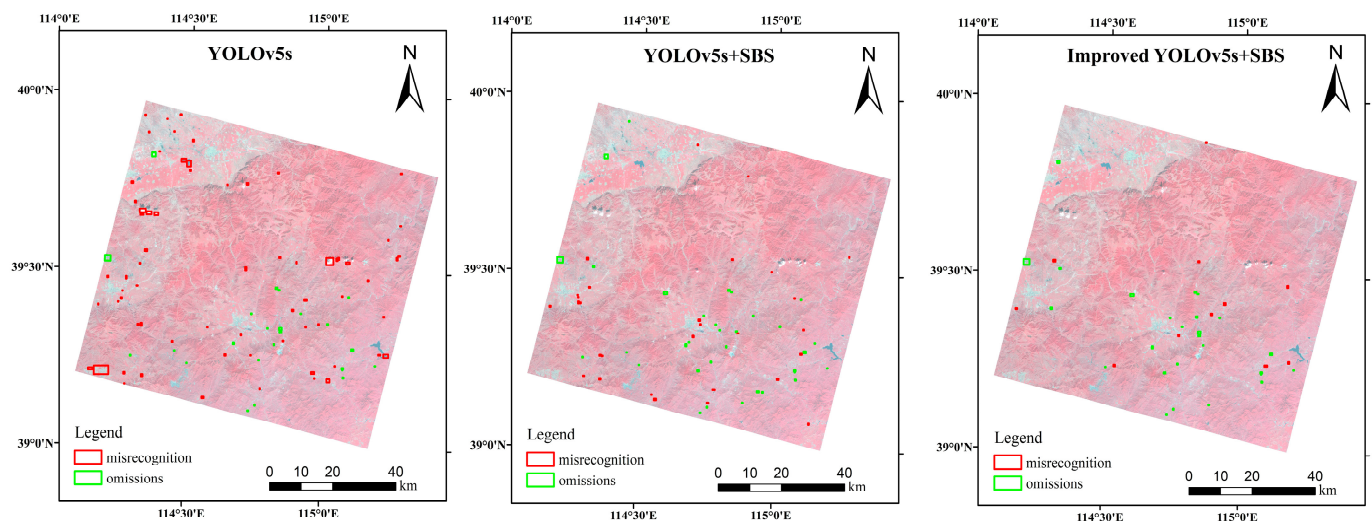 114°0'E 114°30'E 115°0'E
YOLOv5s
N
40°0'N
39°30'N
39°0'N
Legend
misrecognition
omissions
0 10 20 40
km
114°30'E 115°0'E
114°0'E 114°30'E 115°0'E
YOLOv5s+SBS
N
40°0'N
39°30'N
39°0'N
Legend
misrecognition
omissions
0 10 20 40
km
114°30'E 115°0'E
114°0'E 114°30'E 115°0'E
Improved YOLOv5s+SBS
N
40°0'N
39°30'N
39°0'N
Legend
misrecognition
omissions
0 10 20 40
km
114°30'E 115°0'E